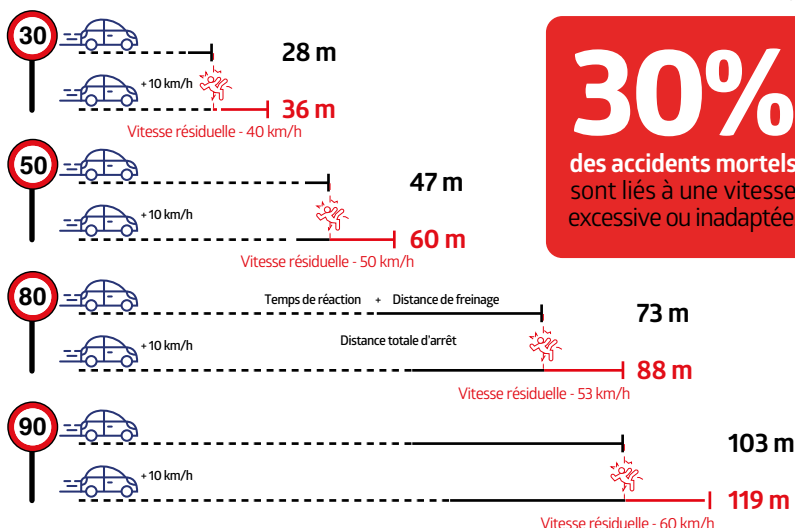 30
28 m
+10 km/h
36 m
Vitesse résiduelle - 40 km/h
30%
des accidents mortels
sont liés à une vitesse
excessive ou inadaptée
50
47 m
+10 km/h
60 m
Vitesse résiduelle - 50 km/h
80
Temps de réaction + Distance de freinage
73 m
+10 km/h
Distance totale d'arrêt
88 m
Vitesse résiduelle - 53 km/h
90
103 m
+10 km/h
119 m
Vitesse résiduelle - 60 km/h